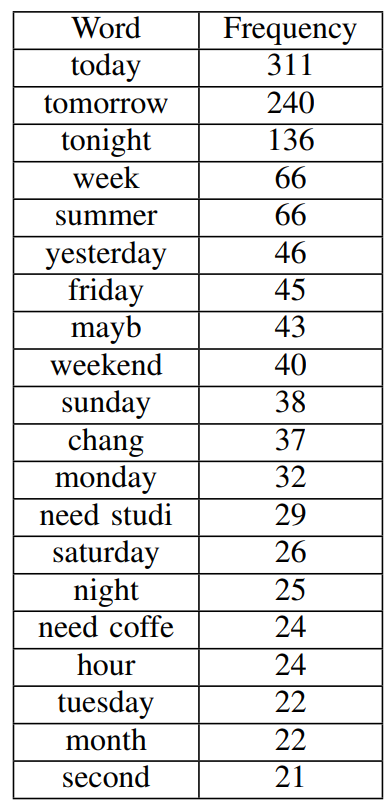 Word Frequency
today 311
tomorrow 240
tonight 136
week 66
summer 66
yesterday 46
friday 45
mayb 43
weekend 40
sunday 38
chang 37
monday 32
need studi 29
saturday 26
night 25
need coffe 24
hour 24
tuesday 22
month 22
second 21